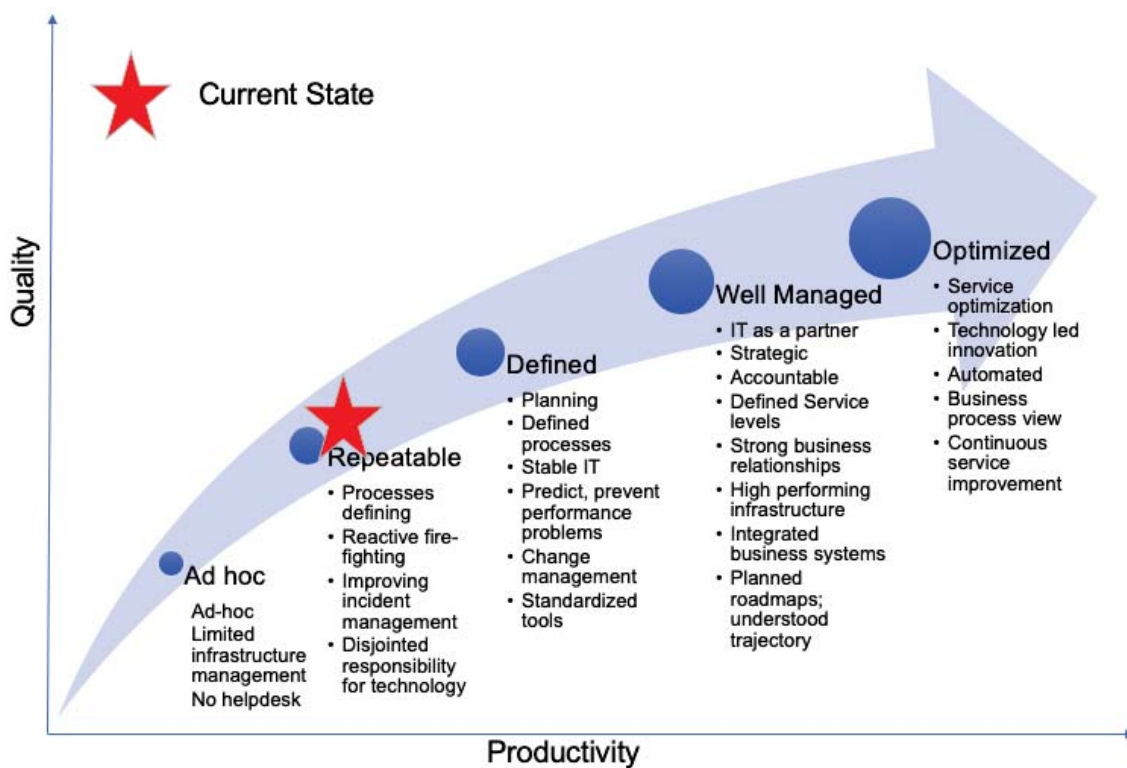 Current State
Quality
Optimized
• Service
optimization
• Technology led
innovation
• Automated
• Business
process view
• Continuous
service
improvement
Well Managed
• IT as a partner
• Strategic
• Accountable
• Defined Service
levels
• Strong business
relationships
• High performing
infrastructure
• Integrated
business systems
• Planned
roadmaps;
understood
trajectory
Defined
• Planning
• Defined
processes
• Stable IT
• Predict, prevent
performance
problems
• Change
management
• Standardized
tools
Repeatable
• Processes
defining
• Reactive fire-
fighting
• Improving
incident
management
• Disjointed
responsibility
for technology
Ad hoc
Ad-hoc
Limited
infrastructure
management
No helpdesk
Productivity